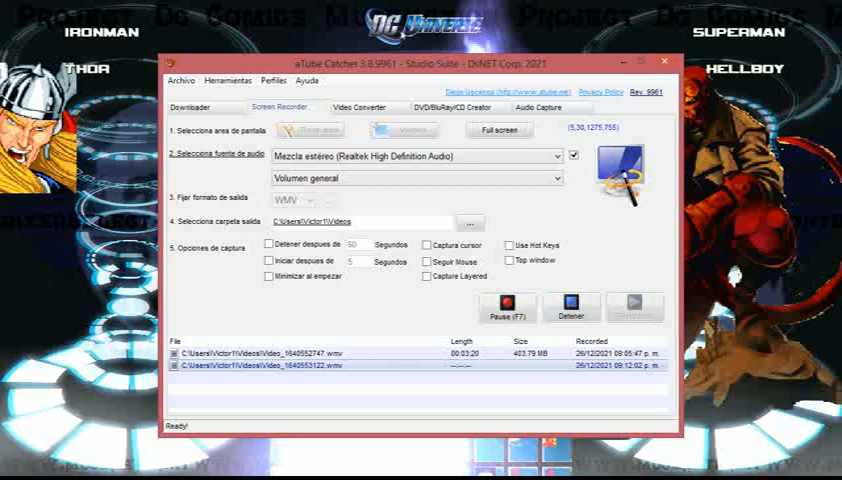 Project Dg Comics M
DC Universe
IRONMAN
SUPERMAN
THOR
HELLBOY
aTube Catcher 3.8.9961 - Studio Suite - DsNET Corp. 2021
Archivo Herramientas Perfiles Ayuda
Diego Uscanga (http://www.atube.me) Privacy Policy Rev. 9961
Downloader Screen Recorder Video Converter DVD/BluRay/CD Creator Audio Capture
1. Selecciona area de pantalla Full screen (5,30,1275,755)
2. Selecciona fuente de audio Mezcla estéreo (Realtek High Definition Audio)
Volumen general
3. Fijar formato de salida WMV
4. Selecciona carpeta salida C:\Users\Victor1\Videos ...
5. Opciones de captura Detener despues de 60 Segundos Captura cursor Use Hot Keys
Iniciar despues de 5 Segundos Seguir Mouse Top window
Minimizar al empezar Capture Layered
Pause (F7) Detener
File Length Size Recorded
C:\Users\Victor1\Videos\Video_1640552747.wmv 00:03:20 403.79 MB 26/12/2021 09:05:47 p. m.
C:\Users\Victor1\Videos\Video_1640553122.wmv --:--:-- 26/12/2021 09:12:02 p. m.
Ready!